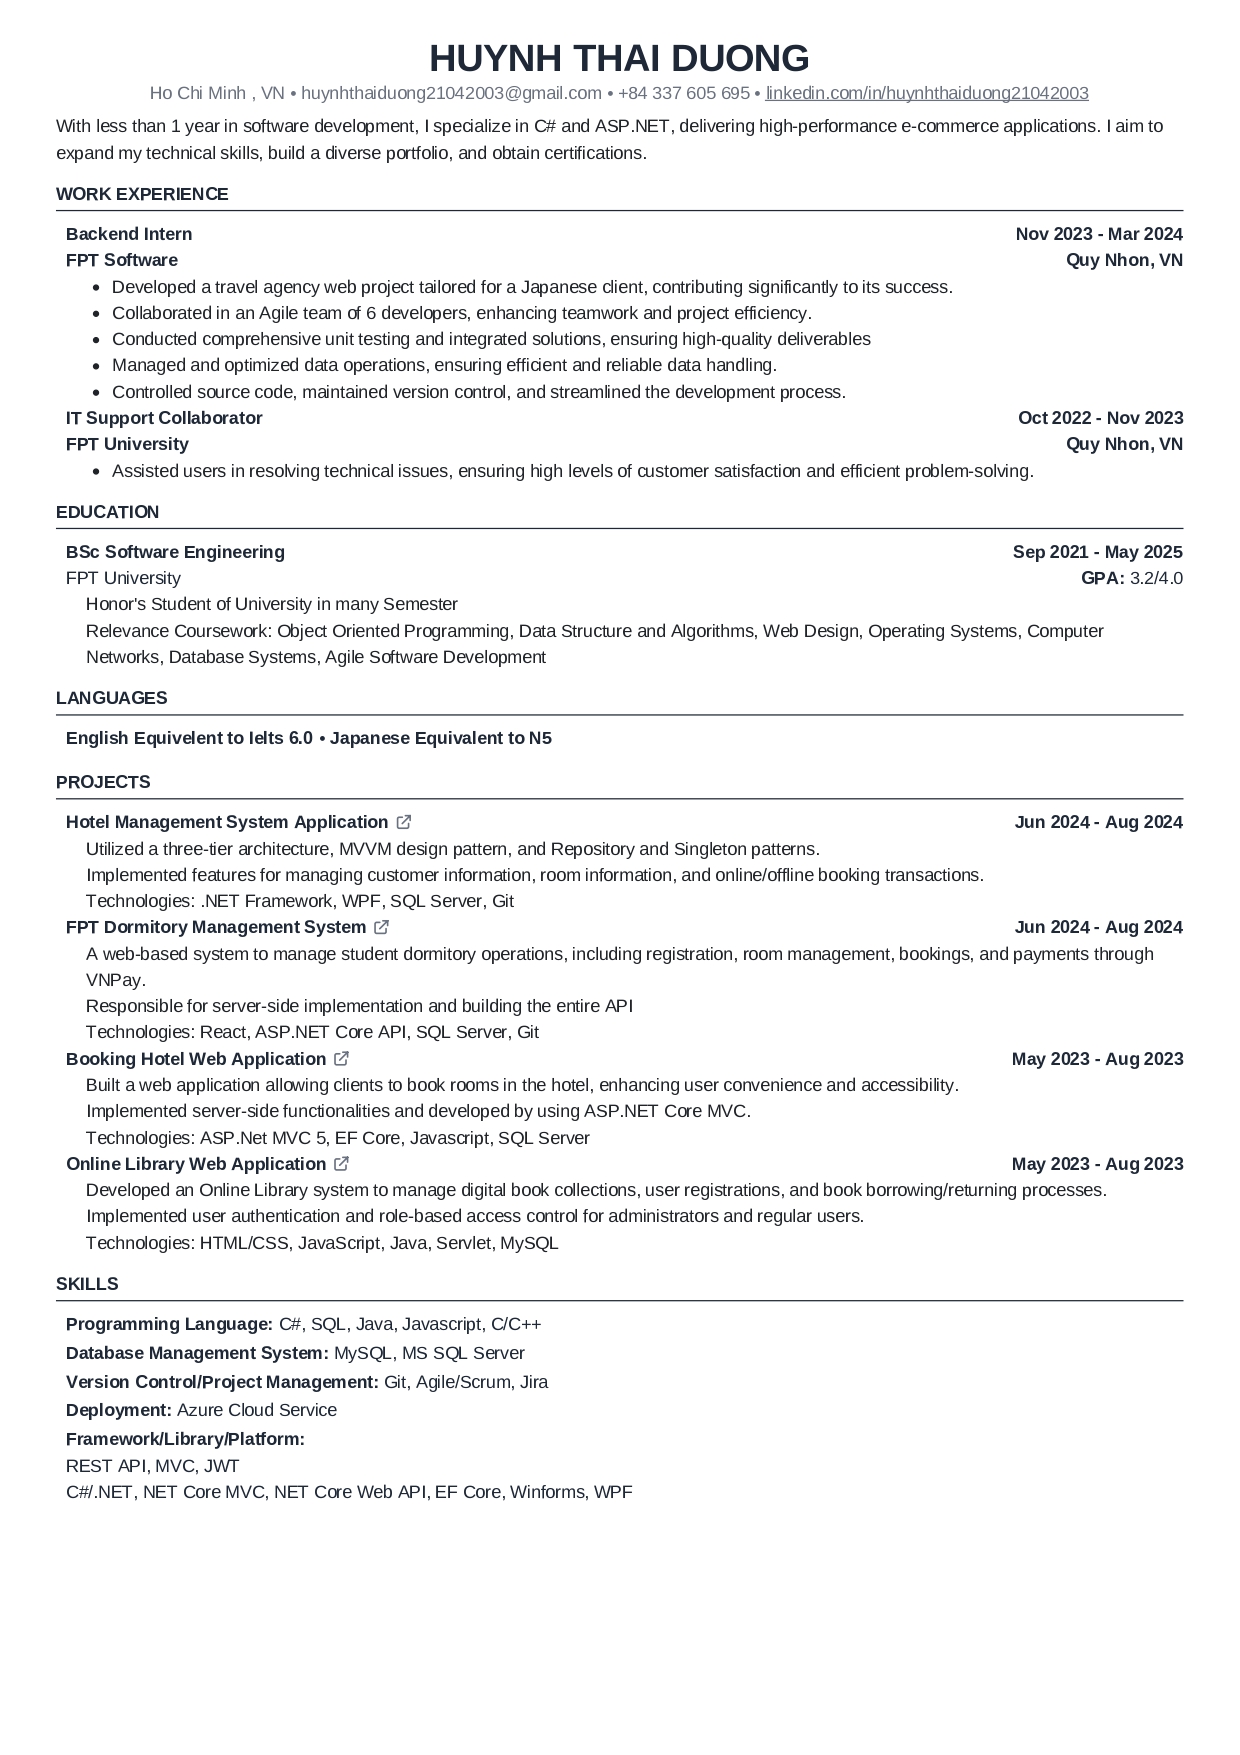 HUYNH THAI DUONG
Ho Chi Minh , VN • huynhthaiduong21042003@gmail.com • +84 337 605 695 • linkedin.com/in/huynhthaiduong21042003
With less than 1 year in software development, I specialize in C# and ASP.NET, delivering high-performance e-commerce applications. I aim to
expand my technical skills, build a diverse portfolio, and obtain certifications.
WORK EXPERIENCE
Backend Intern Nov 2023 - Mar 2024
FPT Software Quy Nhon, VN
• Developed a travel agency web project tailored for a Japanese client, contributing significantly to its success.
• Collaborated in an Agile team of 6 developers, enhancing teamwork and project efficiency.
• Conducted comprehensive unit testing and integrated solutions, ensuring high-quality deliverables
• Managed and optimized data operations, ensuring efficient and reliable data handling.
• Controlled source code, maintained version control, and streamlined the development process.
IT Support Collaborator Oct 2022 - Nov 2023
FPT University Quy Nhon, VN
• Assisted users in resolving technical issues, ensuring high levels of customer satisfaction and efficient problem-solving.
EDUCATION
BSc Software Engineering Sep 2021 - May 2025
FPT University GPA: 3.2/4.0
Honor's Student of University in many Semester
Relevance Coursework: Object Oriented Programming, Data Structure and Algorithms, Web Design, Operating Systems, Computer
Networks, Database Systems, Agile Software Development
LANGUAGES
English Equivelent to Ielts 6.0 • Japanese Equivalent to N5
PROJECTS
Hotel Management System Application Jun 2024 - Aug 2024
Utilized a three-tier architecture, MVVM design pattern, and Repository and Singleton patterns.
Implemented features for managing customer information, room information, and online/offline booking transactions.
Technologies: .NET Framework, WPF, SQL Server, Git
FPT Dormitory Management System Jun 2024 - Aug 2024
A web-based system to manage student dormitory operations, including registration, room management, bookings, and payments through
VNPay.
Responsible for server-side implementation and building the entire API
Technologies: React, ASP.NET Core API, SQL Server, Git
Booking Hotel Web Application May 2023 - Aug 2023
Built a web application allowing clients to book rooms in the hotel, enhancing user convenience and accessibility.
Implemented server-side functionalities and developed by using ASP.NET Core MVC.
Technologies: ASP.Net MVC 5, EF Core, Javascript, SQL Server
Online Library Web Application May 2023 - Aug 2023
Developed an Online Library system to manage digital book collections, user registrations, and book borrowing/returning processes.
Implemented user authentication and role-based access control for administrators and regular users.
Technologies: HTML/CSS, JavaScript, Java, Servlet, MySQL
SKILLS
Programming Language: C#, SQL, Java, Javascript, C/C++
Database Management System: MySQL, MS SQL Server
Version Control/Project Management: Git, Agile/Scrum, Jira
Deployment: Azure Cloud Service
Framework/Library/Platform:
REST API, MVC, JWT
C#/.NET, NET Core MVC, NET Core Web API, EF Core, Winforms, WPF